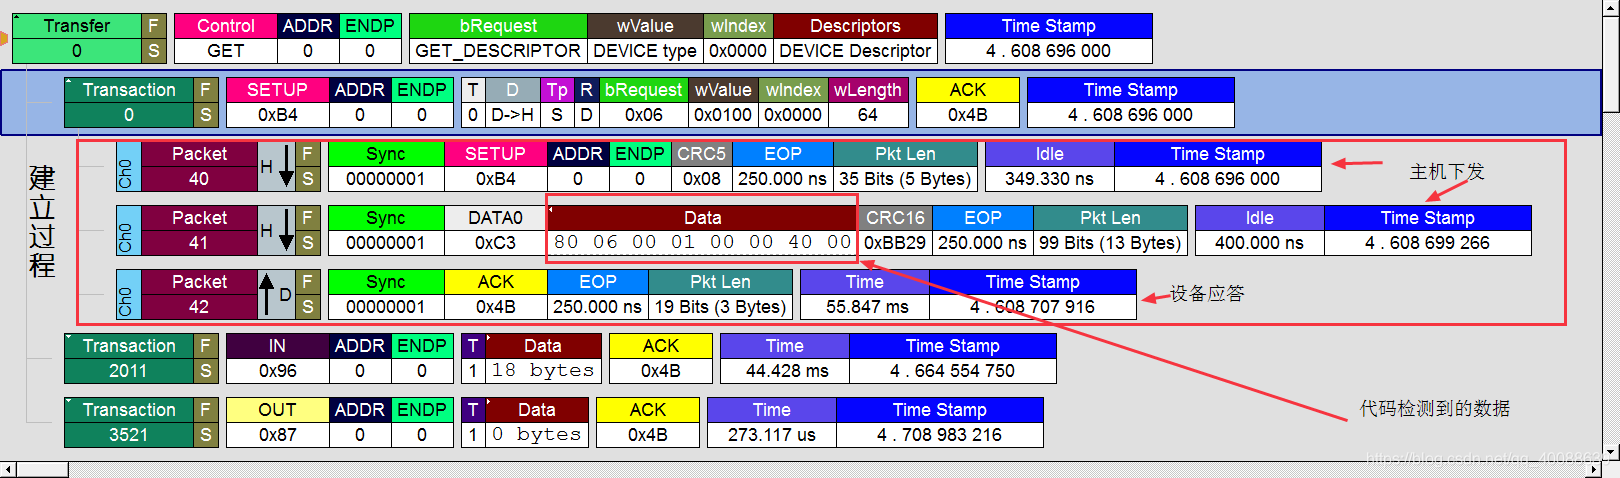 Transfer F Control ADDR ENDP bRequest wValue wIndex Descriptors Time Stamp
0 S GET 0 0 GET_DESCRIPTOR DEVICE type 0x0000 DEVICE Descriptor 4 . 608 696 000
Transaction F SETUP ADDR ENDP T D Tp R bRequest wValue wIndex wLength ACK Time Stamp
0 S 0xB4 0 0 0 D->H S D 0x06 0x0100 0x0000 64 0x4B 4 . 608 696 000
建立过程
Ch0 Packet H F Sync SETUP ADDR ENDP CRC5 EOP Pkt Len Idle Time Stamp
40 S 00000001 0xB4 0 0 0x08 250.000 ns 35 Bits (5 Bytes) 349.330 ns 4 . 608 696 000
主机下发
Ch0 Packet H F Sync DATA0 Data CRC16 EOP Pkt Len Idle Time Stamp
41 S 00000001 0xC3 80 06 00 01 00 00 40 00 0xBB29 250.000 ns 99 Bits (13 Bytes) 400.000 ns 4 . 608 699 266
Ch0 Packet D F Sync ACK EOP Pkt Len Time Time Stamp
42 S 00000001 0x4B 250.000 ns 19 Bits (3 Bytes) 55.847 ms 4 . 608 707 916
设备应答
Transaction F IN ADDR ENDP T Data ACK Time Time Stamp
2011 S 0x96 0 0 1 18 bytes 0x4B 44.428 ms 4 . 664 554 750
Transaction F OUT ADDR ENDP T Data ACK Time Time Stamp
3521 S 0x87 0 0 1 0 bytes 0x4B 273.117 us 4 . 708 983 216
代码检测到的数据